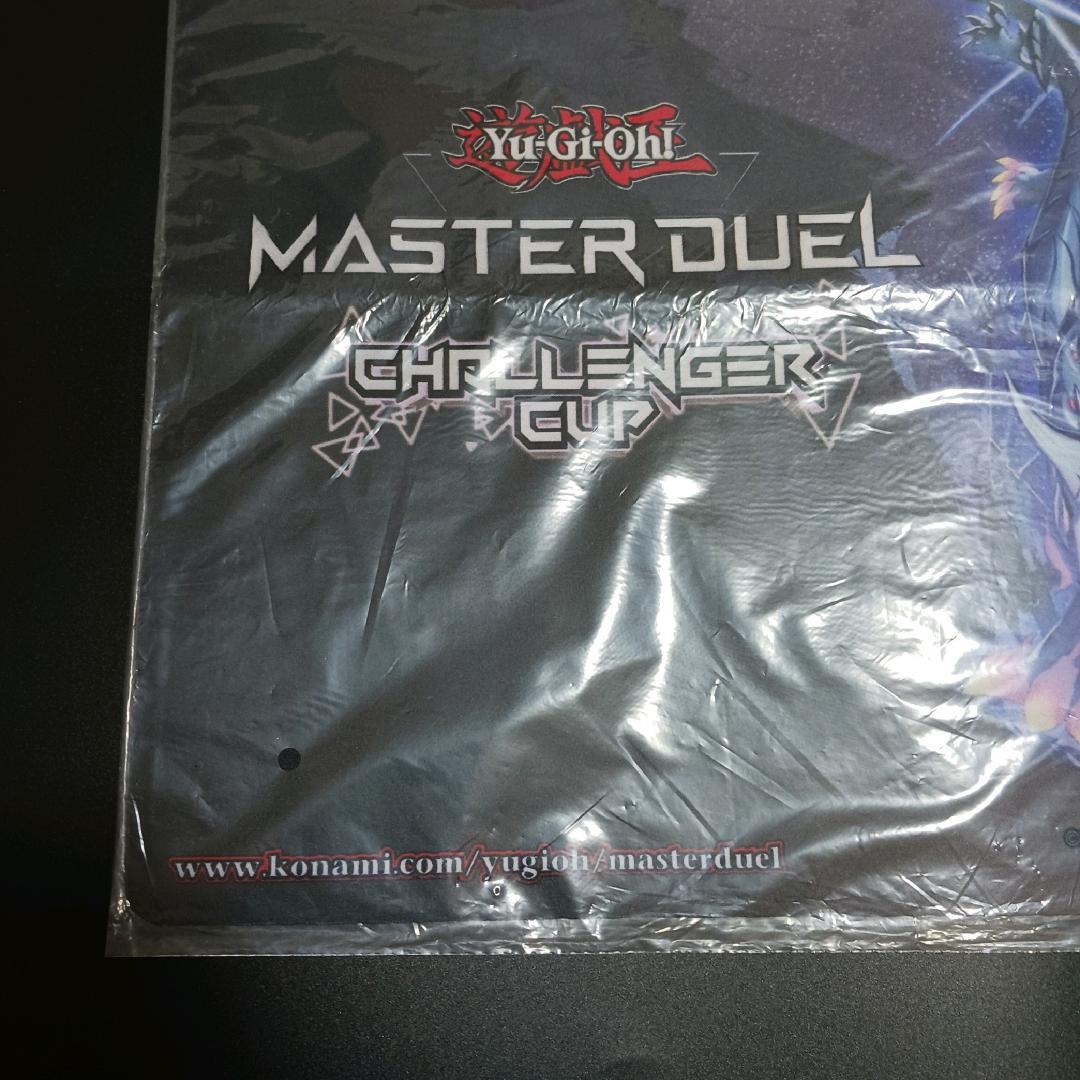 遊戯王
Yu-Gi-Oh!
MASTER DUEL
CHALLENGER
CUP
www.konami.com/yugioh/masterduel